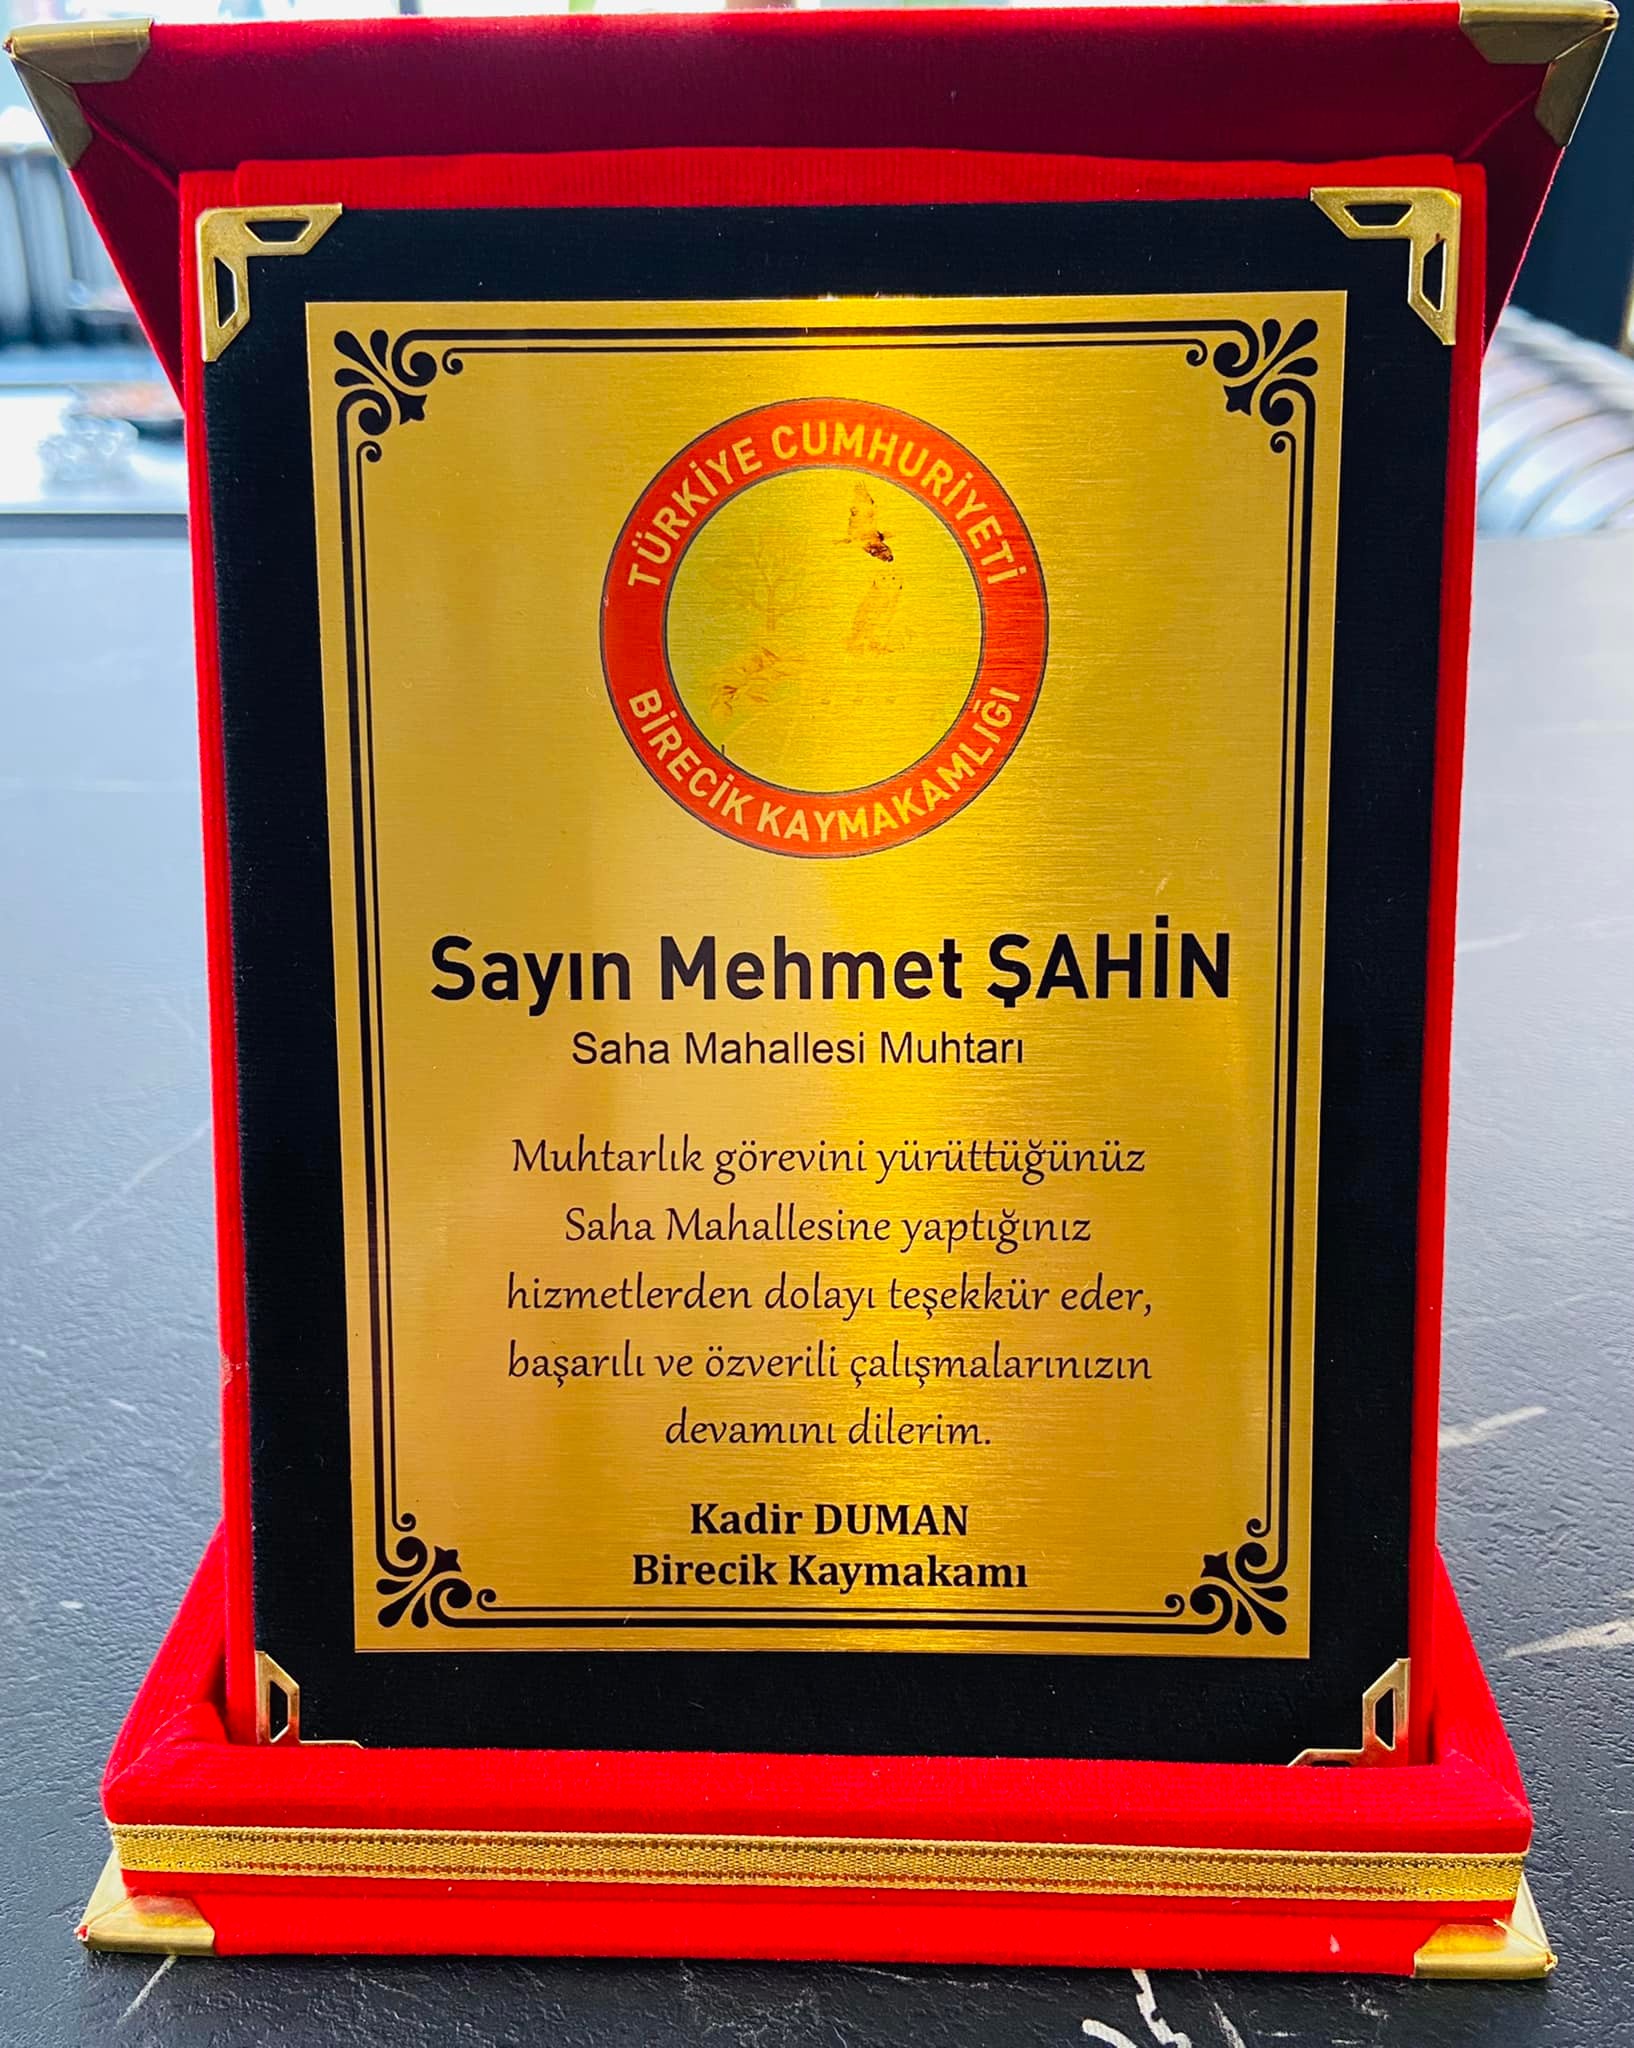 TÜRKİYE CUMHURİYETİ
BİRECİK KAYMAKAMLIĞI
Sayın Mehmet ŞAHİN
Saha Mahallesi Muhtarı
Muhtarlık görevini yürüttüğünüz
Saha Mahallesine yaptığınız
hizmetlerden dolayı teşekkür eder,
başarılı ve özverili çalışmalarınızın
devamını dilerim.
Kadir DUMAN
Birecik Kaymakamı